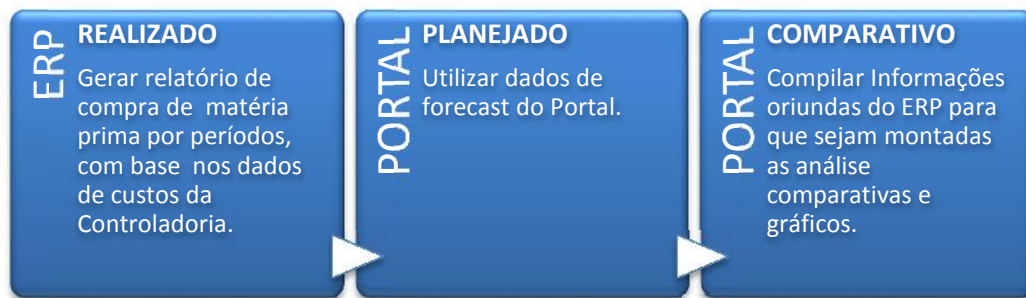 ERP
REALIZADO
Gerar relatório de
compra de matéria
prima por períodos,
com base nos dados
de custos da
Controladoria.
PORTAL
PLANEJADO
Utilizar dados de
forecast do Portal.
PORTAL
COMPARATIVO
Compilar Informações
oriundas do ERP para
que sejam montadas
as análise
comparativas e
gráficos.